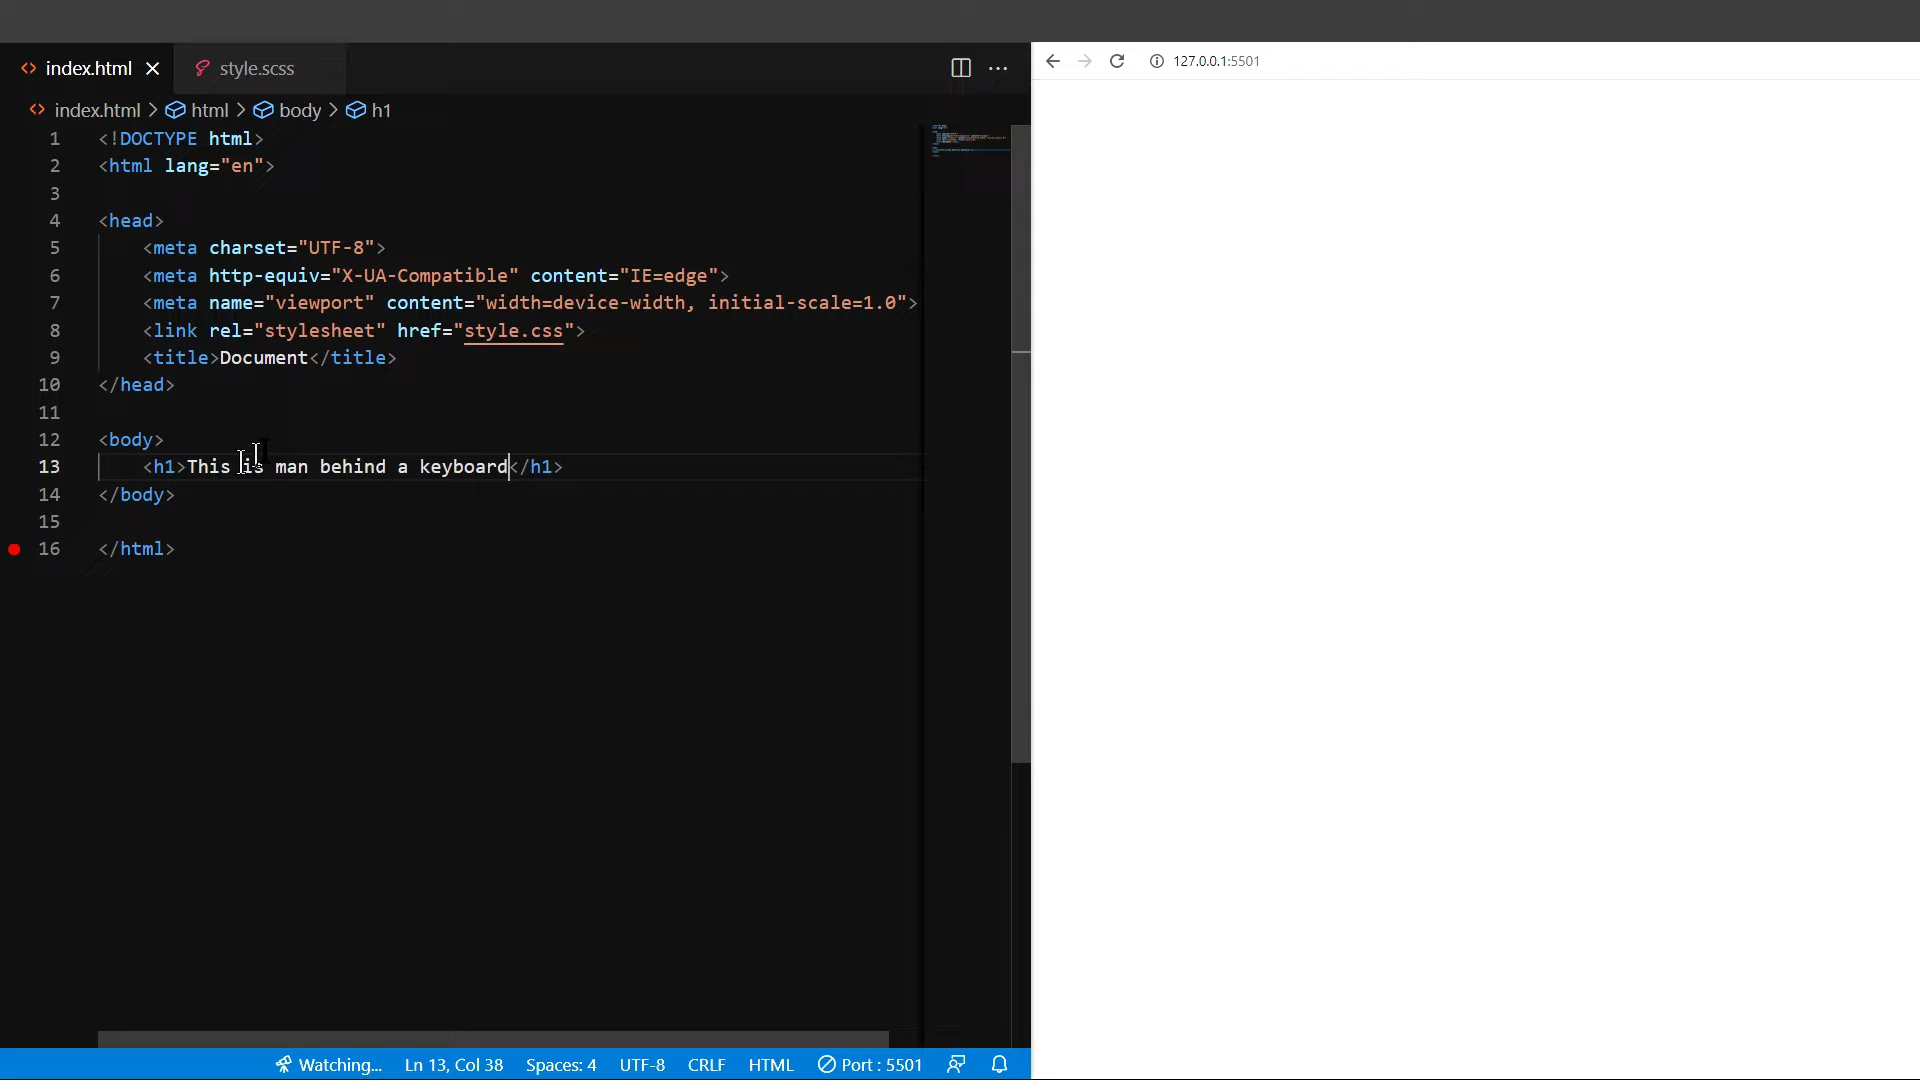 index.html style.scss
index.html > html > body > h1
1 <!DOCTYPE html>
2 <html lang="en">
3
4 <head>
5 <meta charset="UTF-8">
6 <meta http-equiv="X-UA-Compatible" content="IE=edge">
7 <meta name="viewport" content="width=device-width, initial-scale=1.0">
8 <link rel="stylesheet" href="style.css">
9 <title>Document</title>
10 </head>
11
12 <body>
13 <h1>This is man behind a keyboard</h1>
14 </body>
15
16 </html>
Watching... Ln 13, Col 38 Spaces: 4 UTF-8 CRLF HTML Port : 5501
127.0.0.1:5501